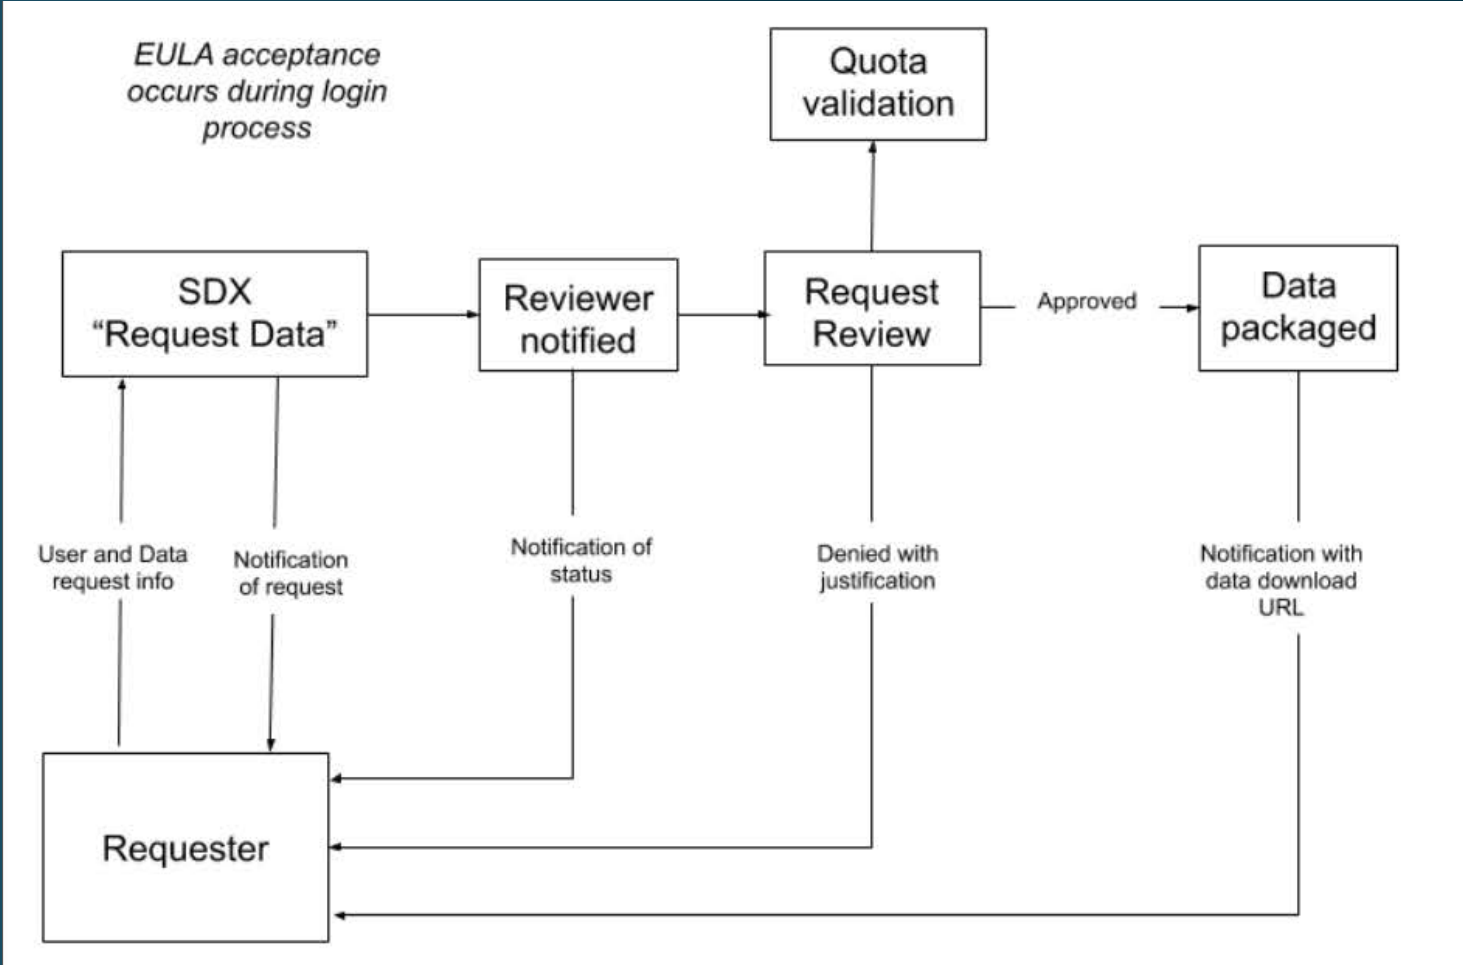 EULA acceptance
occurs during login
process
Quota
validation
SDX
“Request Data”
Reviewer
notified
Request
Review
Approved
Data
packaged
User and Data
request info
Notification
of request
Notification of
status
Denied with
justification
Notification with
data download
URL
Requester